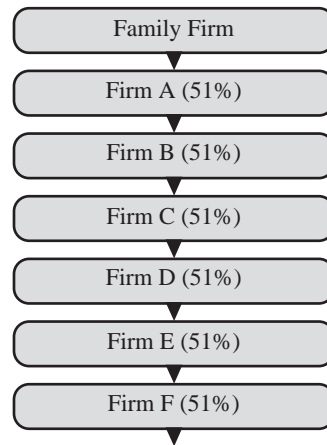 Family Firm
Firm A (51%)
Firm B (51%)
Firm C (51%)
Firm D (51%)
Firm E (51%)
Firm F (51%)